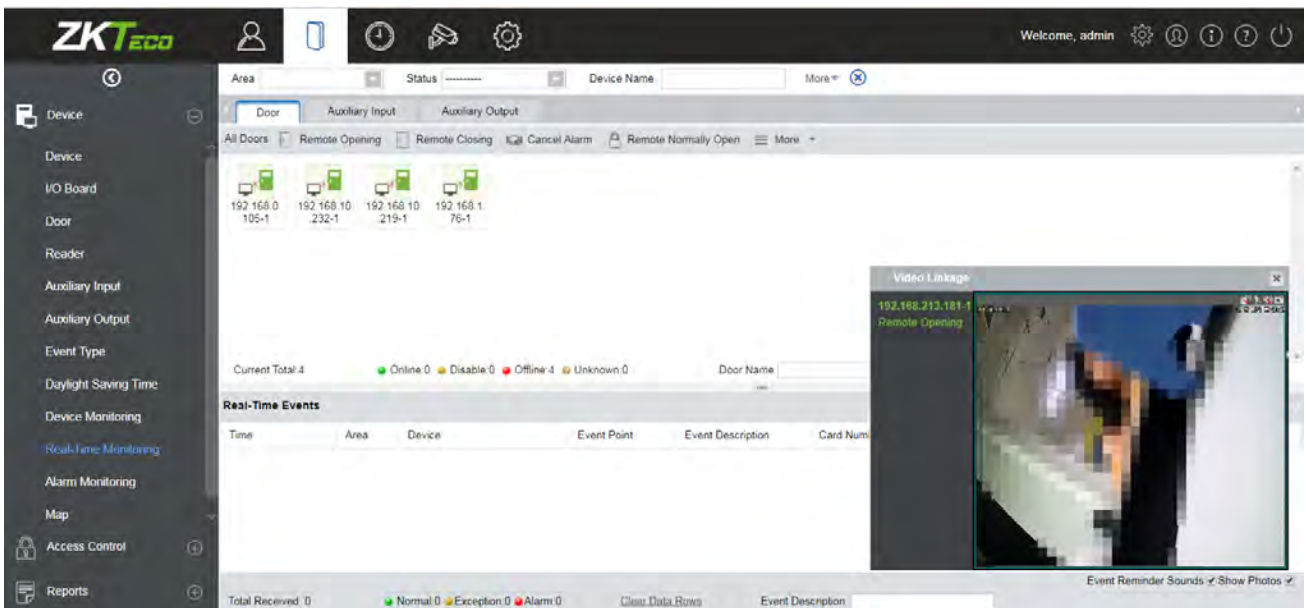 ZKTeco
Welcome, admin
Area
Status ----------
Device Name
More
Device
Door
Auxiliary Input
Auxiliary Output
All Doors
Remote Opening
Remote Closing
Cancel Alarm
Remote Normally Open
More
Device
I/O Board
Door
Reader
Auxiliary Input
Auxiliary Output
Event Type
Daylight Saving Time
Device Monitoring
Real-Time Monitoring
Alarm Monitoring
Map
Access Control
Reports
192.168.0
105-1
192.168.10
.232-1
192.168.10
.219-1
192.168.1
76-1
Video Linkage
192.168.213.181-1
Remote Opening
Current Total:4
Online:0
Disable:0
Offline:4
Unknown:0
Door Name
Real-Time Events
Time
Area
Device
Event Point
Event Description
Card Num
Event Reminder Sounds
Show Photos
Total Received:0
Normal:0
Exception:0
Alarm:0
Clear Data Rows
Event Description